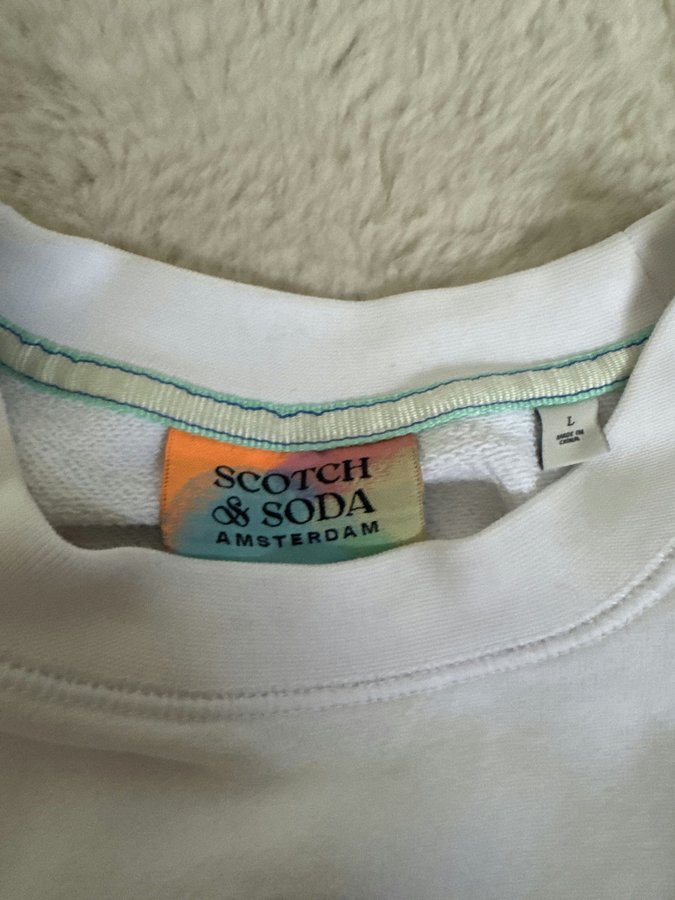 SCOTCH
& SODA
AMSTERDAM
L
MADE IN
CHINA